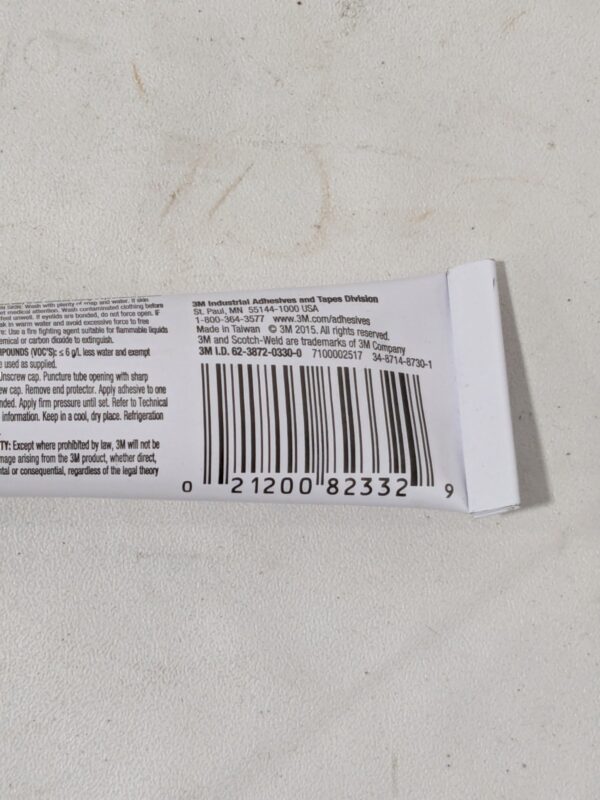 Wash with plenty of soap and water. If skin
medical attention. Wash contaminated clothing before
feel unwell. If eyelids are bonded, do not force open. IF
in warm water and avoid excessive force to free
Use a fire fighting agent suitable for flammable liquids
chemical or carbon dioxide to extinguish.
(VOC'S): ≤ 6 g/L less water and exempt
used as supplied.
Unscrew cap. Puncture tube opening with sharp
cap. Remove end protector. Apply adhesive to one
Apply firm pressure until set. Refer to Technical
information. Keep in a cool, dry place. Refrigeration
Except where prohibited by law, 3M will not be
arising from the 3M product, whether direct,
or consequential, regardless of the legal theory
3M Industrial Adhesives and Tapes Division
St. Paul, MN 55144-1000 USA
1-800-364-3577 www.3M.com/adhesives
Made in Taiwan © 3M 2015. All rights reserved.
3M and Scotch-Weld are trademarks of 3M Company
3M I.D. 62-3872-0330-0 7100002517 34-8714-8730-1
0 21200 82332 9